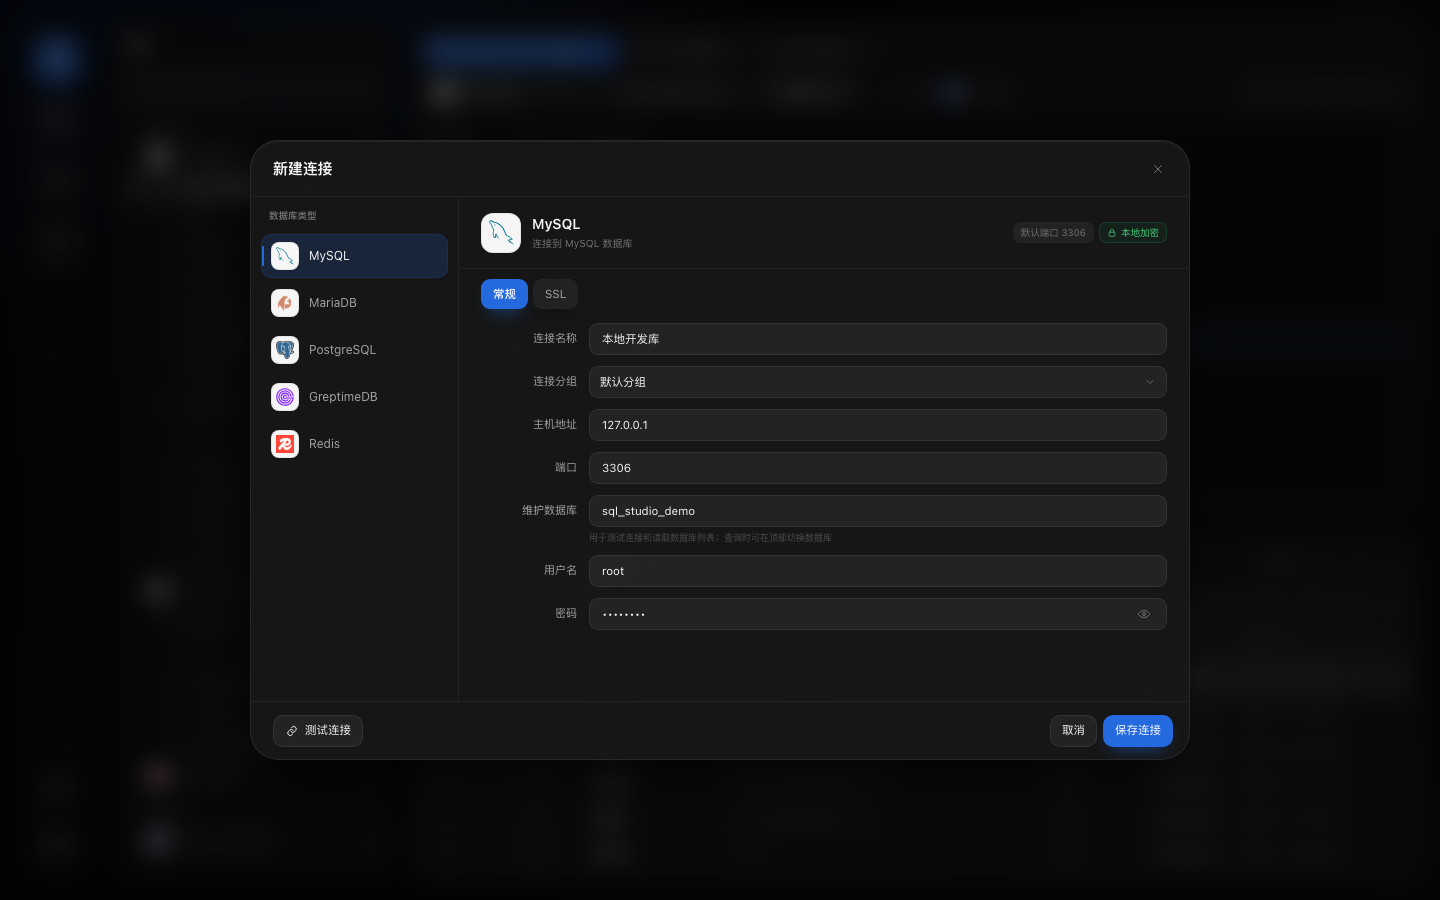 新建连接
数据库类型
MySQL
MariaDB
PostgreSQL
GreptimeDB
Redis
MySQL
连接到 MySQL 数据库
默认端口 3306
本地加密
常规
SSL
连接名称
本地开发库
连接分组
默认分组
主机地址
127.0.0.1
端口
3306
维护数据库
sql_studio_demo
用于测试连接和读取数据库列表；查询时可在顶部切换数据库
用户名
root
密码
••••••••
测试连接
取消
保存连接